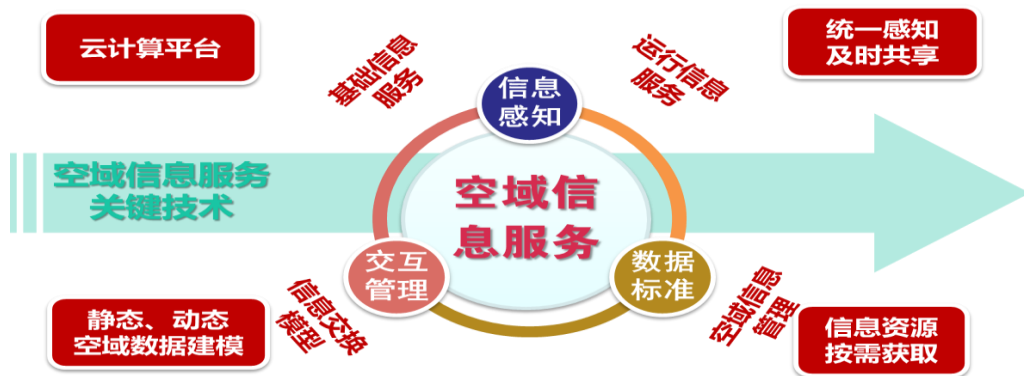 云计算平台
基础信息
服务
运行信息
服务
统一感知
及时共享
信息
感知
空域信息服务
关键技术
空域信
息服务
交互
管理
数据
标准
静态、动态
空域数据建模
信息交换
模型
空域信息
管理
信息资源
按需获取